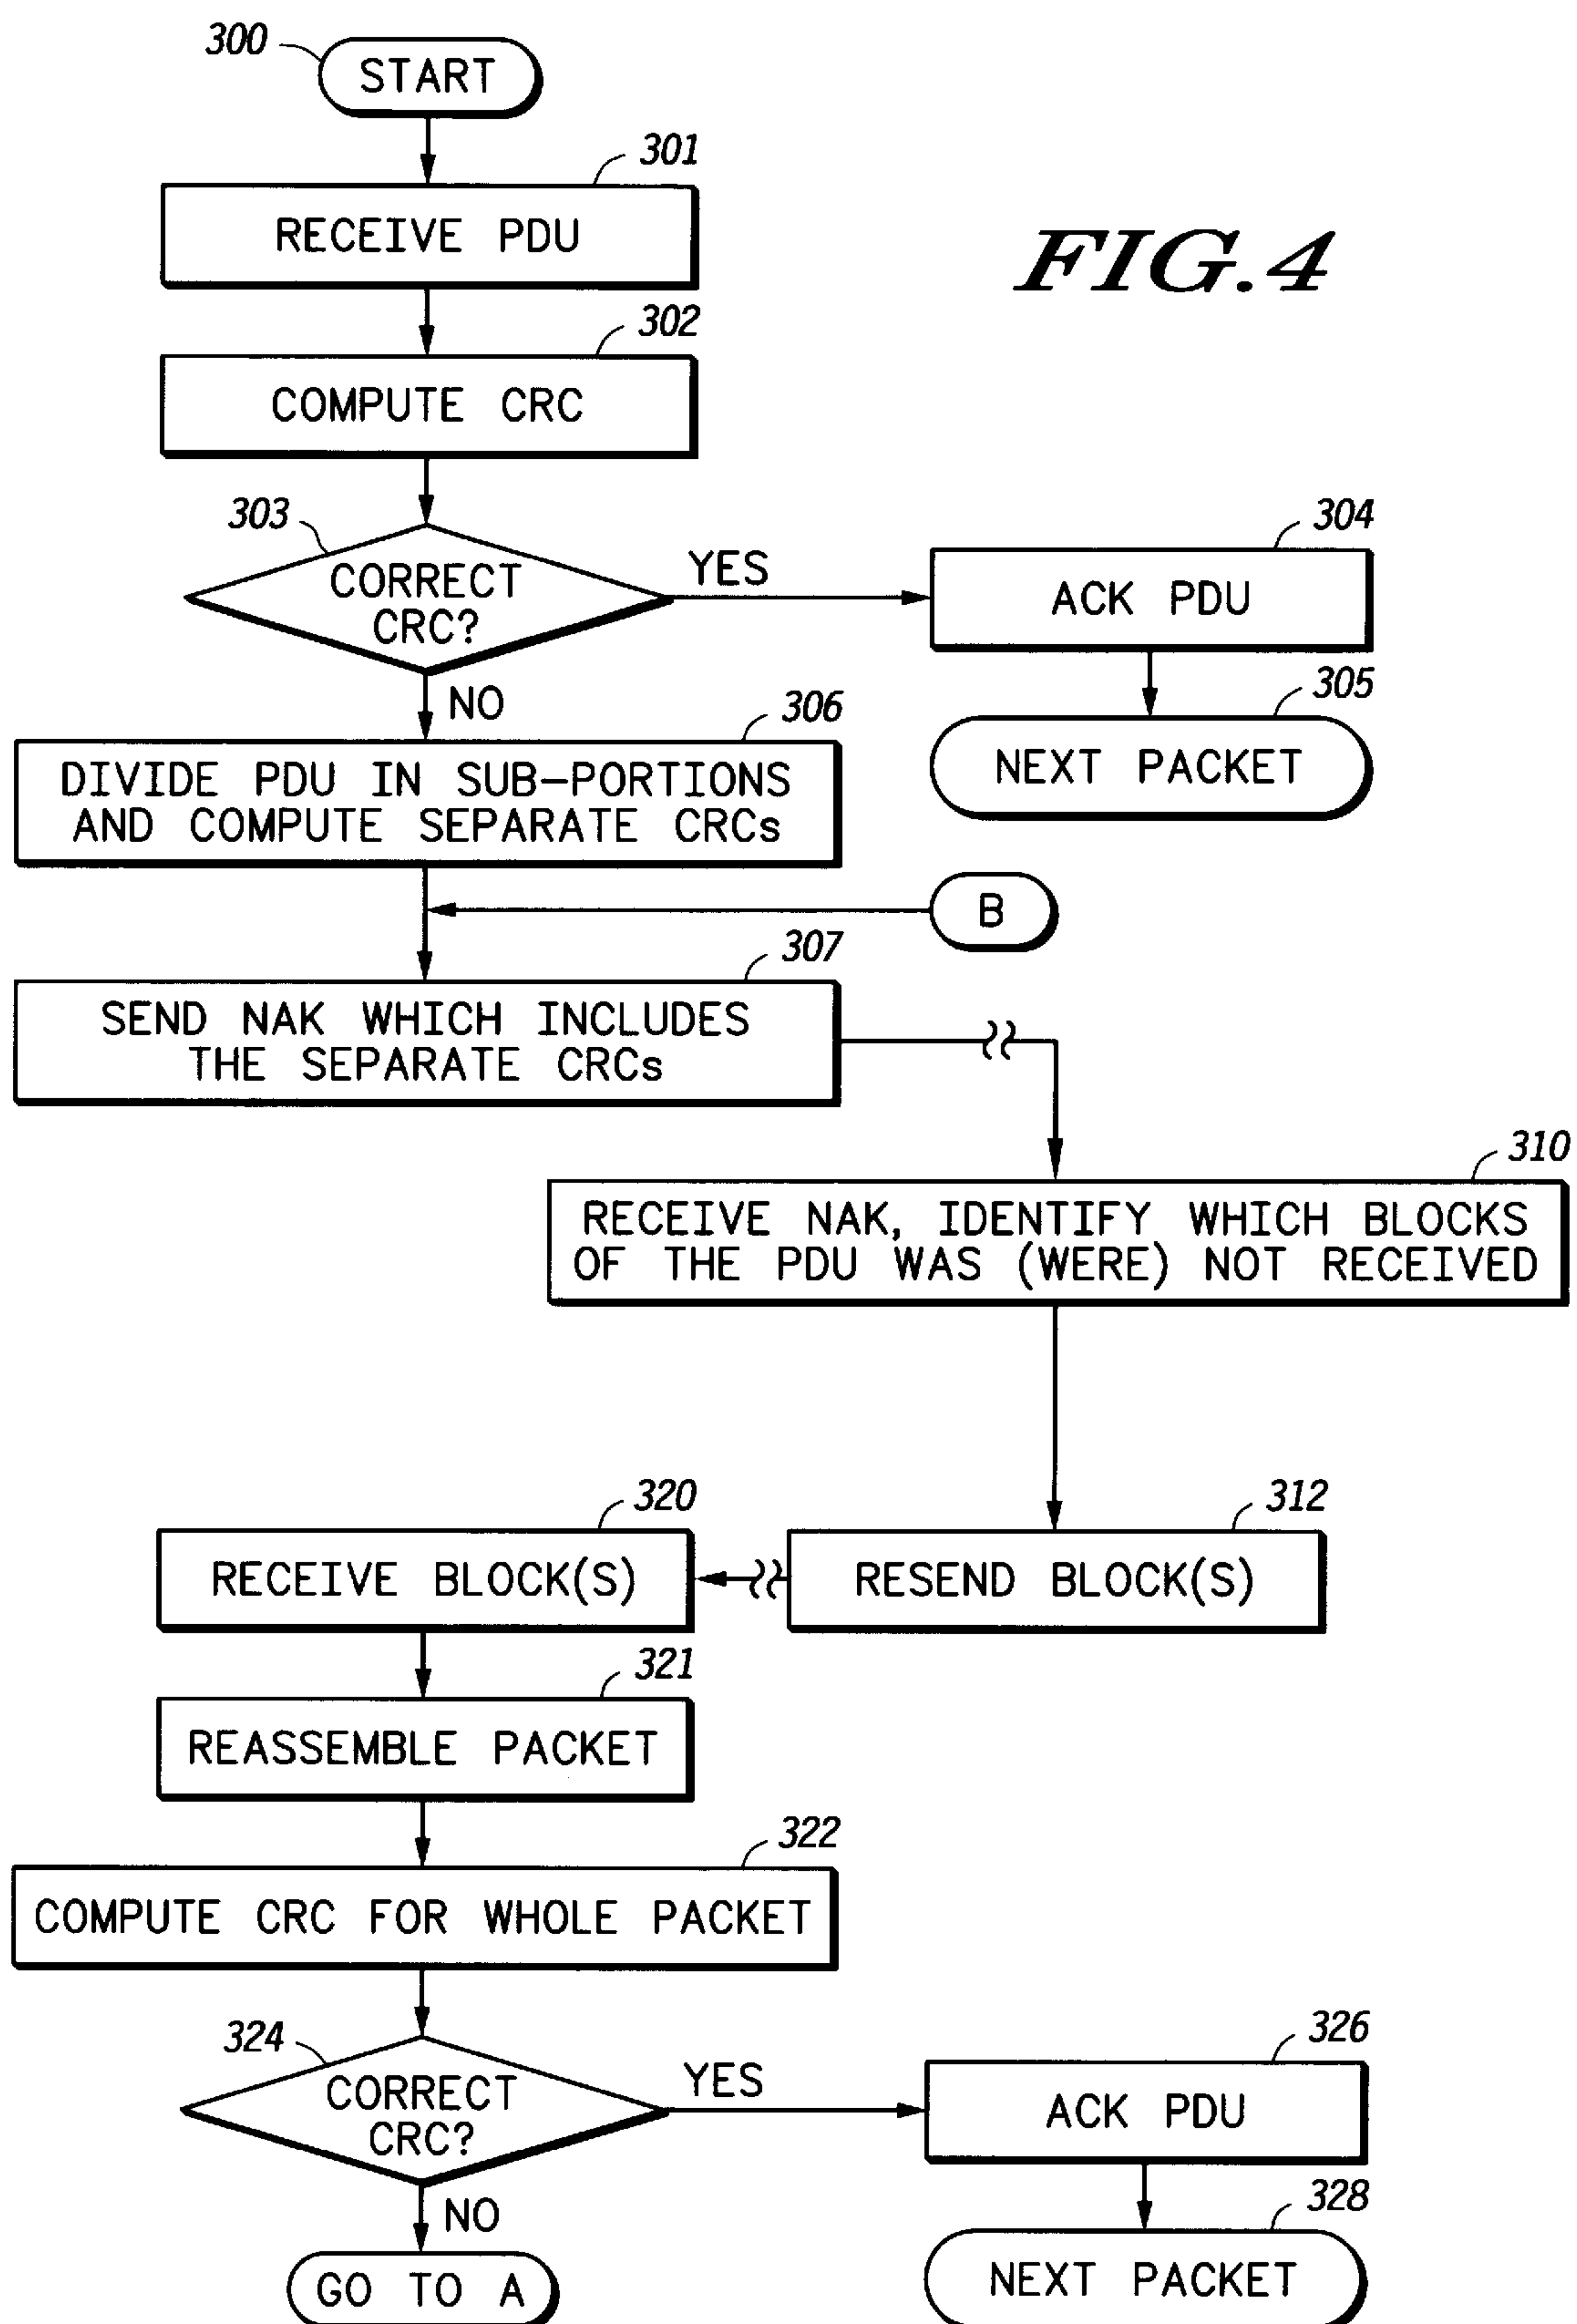 300
START
301
RECEIVE PDU
FIG.4
302
COMPUTE CRC
303
CORRECT
CRC?
YES
304
ACK PDU
NO
305
NEXT PACKET
306
DIVIDE PDU IN SUB-PORTIONS
AND COMPUTE SEPARATE CRCs
B
307
SEND NAK WHICH INCLUDES
THE SEPARATE CRCs
310
RECEIVE NAK, IDENTIFY WHICH BLOCKS
OF THE PDU WAS (WERE) NOT RECEIVED
312
RESEND BLOCK(S)
320
RECEIVE BLOCK(S)
321
REASSEMBLE PACKET
322
COMPUTE CRC FOR WHOLE PACKET
324
CORRECT
CRC?
YES
326
ACK PDU
NO
328
NEXT PACKET
GO TO A